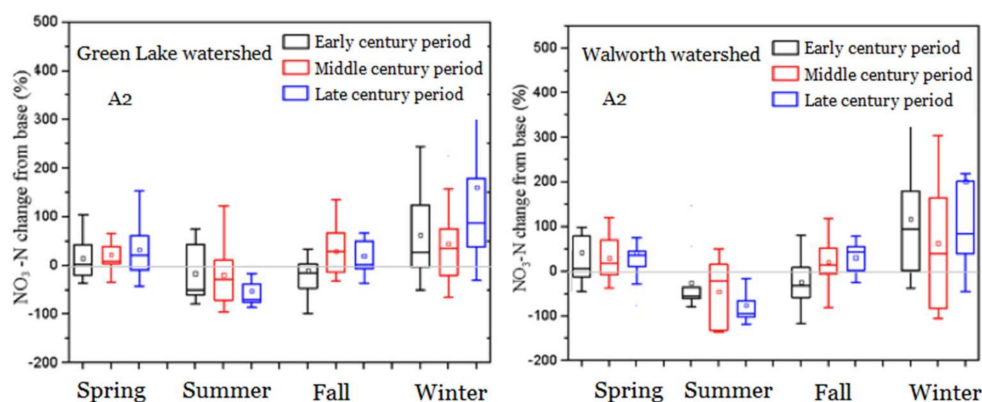 NO₃-N change from base (%)
500
400
300
200
100
0
-100
-200
Green Lake watershed
A2
Early century period
Middle century period
Late century period
Spring Summer Fall Winter
NO₃-N change from base (%)
500
400
300
200
100
0
-100
-200
Walworth watershed
A2
Early century period
Middle century period
Late century period
Spring Summer Fall Winter